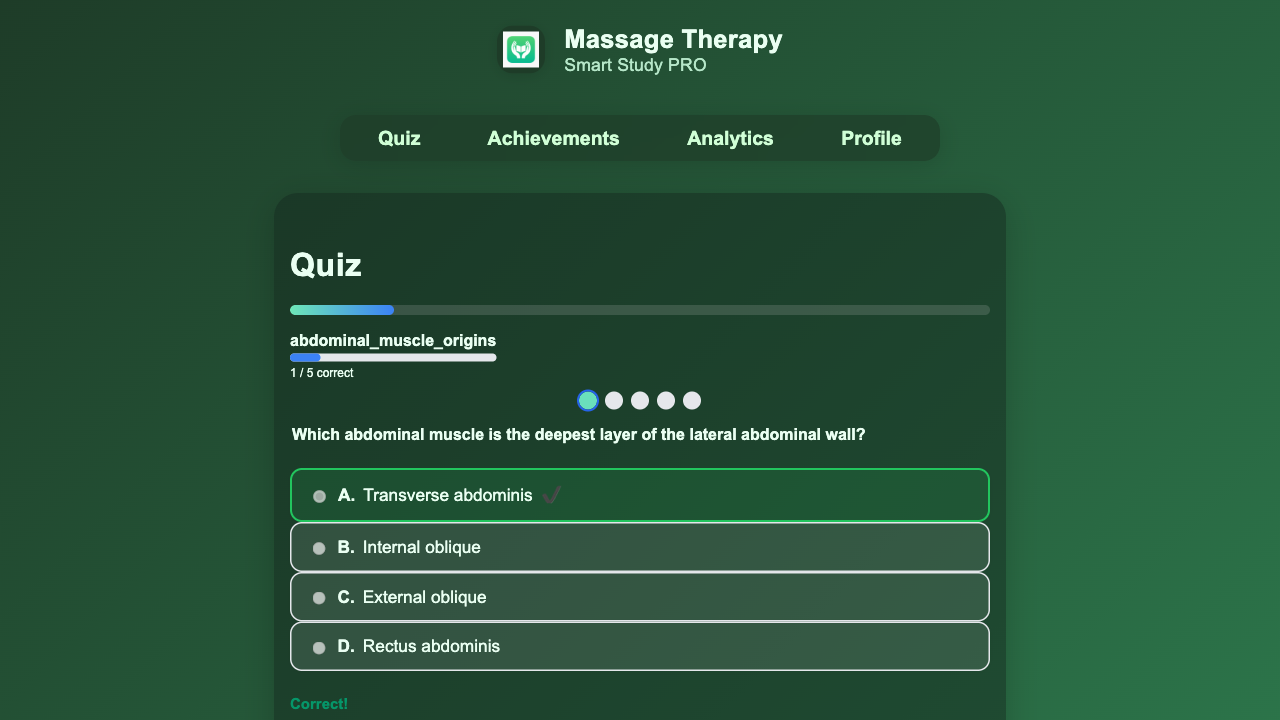 Massage Therapy
Smart Study PRO
Quiz Achievements Analytics Profile
Quiz
abdominal_muscle_origins
1 / 5 correct
Which abdominal muscle is the deepest layer of the lateral abdominal wall?
A. Transverse abdominis ✔
B. Internal oblique
C. External oblique
D. Rectus abdominis
Correct!